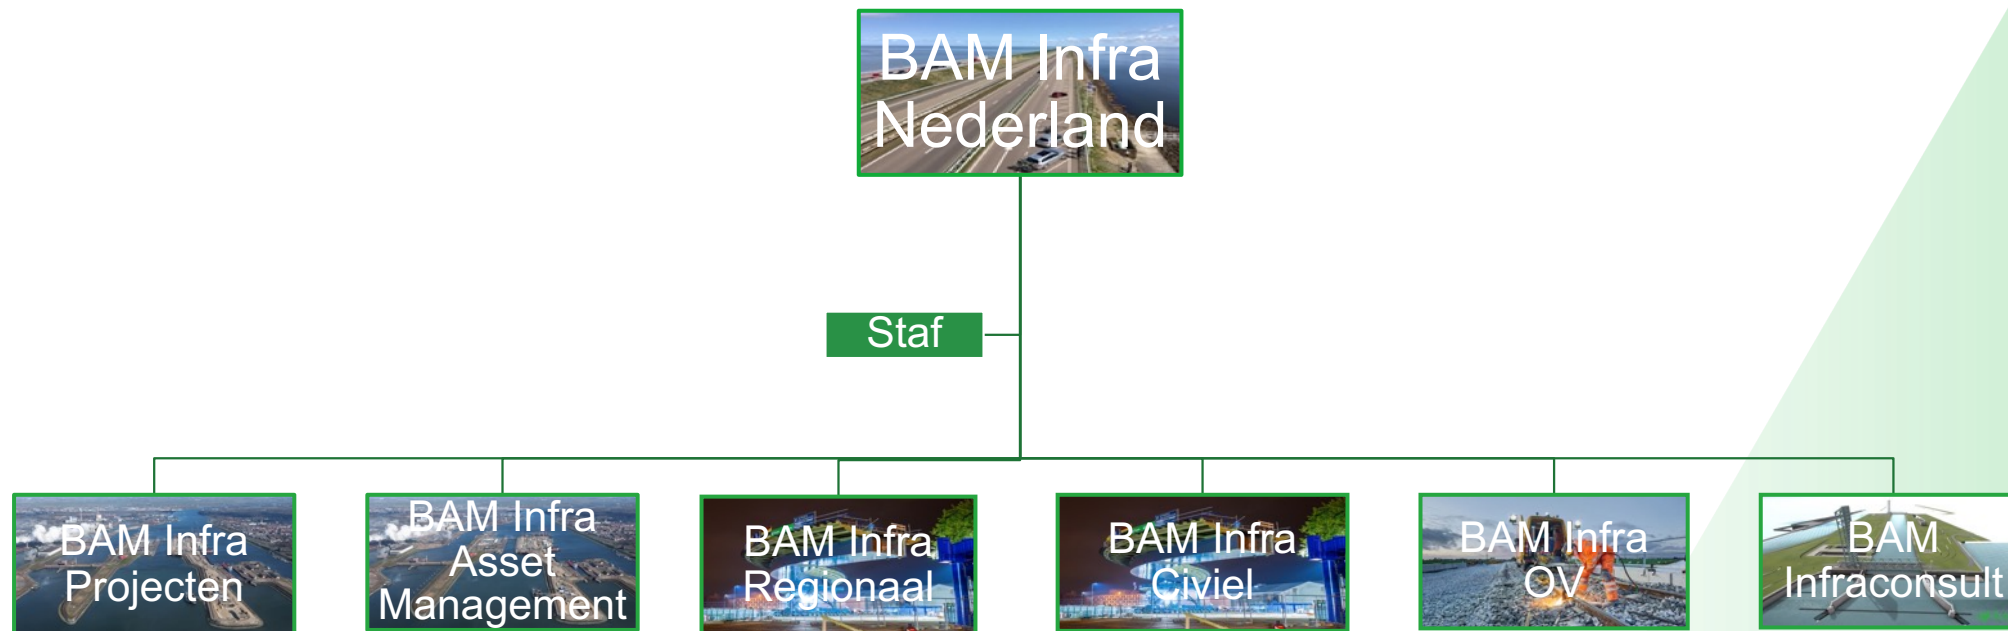 BAM Infra
Nederland
Staf
BAM Infra
Projecten
BAM Infra
Asset
Management
BAM Infra
Regionaal
BAM Infra
Civiel
BAM Infra
OV
BAM
Infraconsult